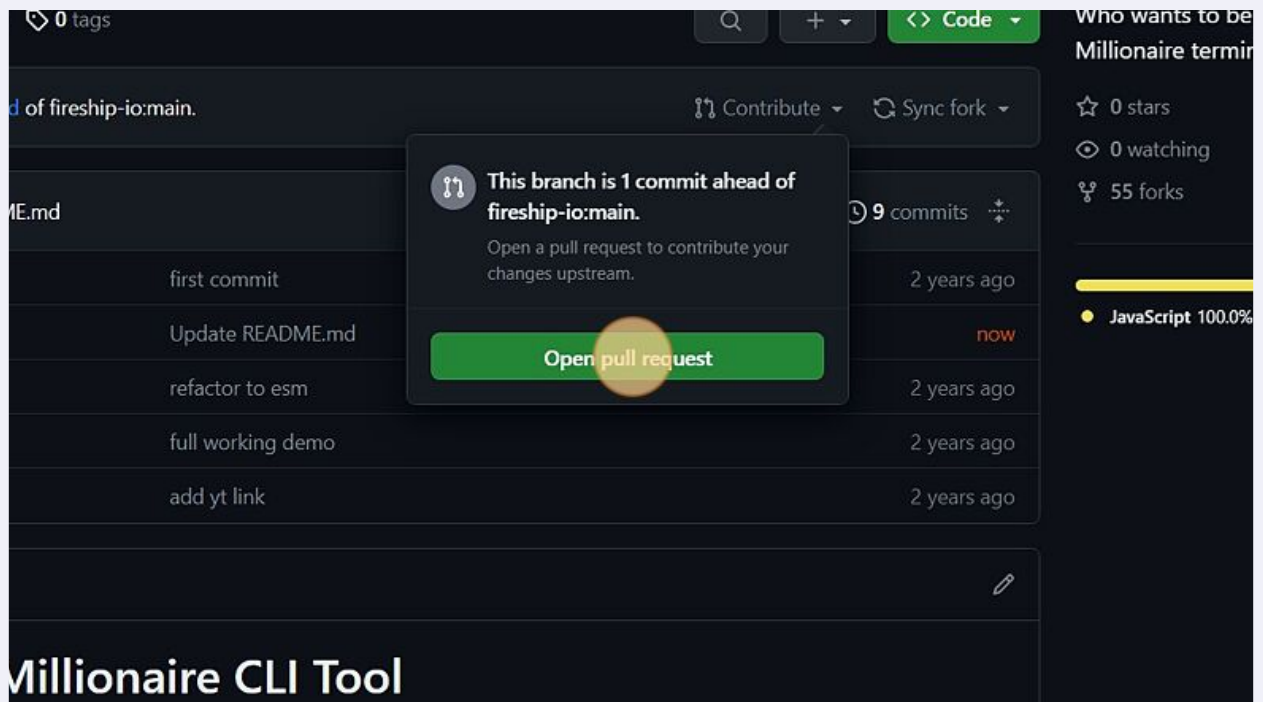 0 tags
Code
Who wants to be
Millionaire termin
d of fireship-io:main.
Contribute
Sync fork
0 stars
0 watching
55 forks
This branch is 1 commit ahead of
fireship-io:main.
Open a pull request to contribute your
changes upstream.
Open pull request
ME.md
9 commits
first commit
2 years ago
Update README.md
now
refactor to esm
2 years ago
full working demo
2 years ago
add yt link
2 years ago
JavaScript 100.0%
Millionaire CLI Tool